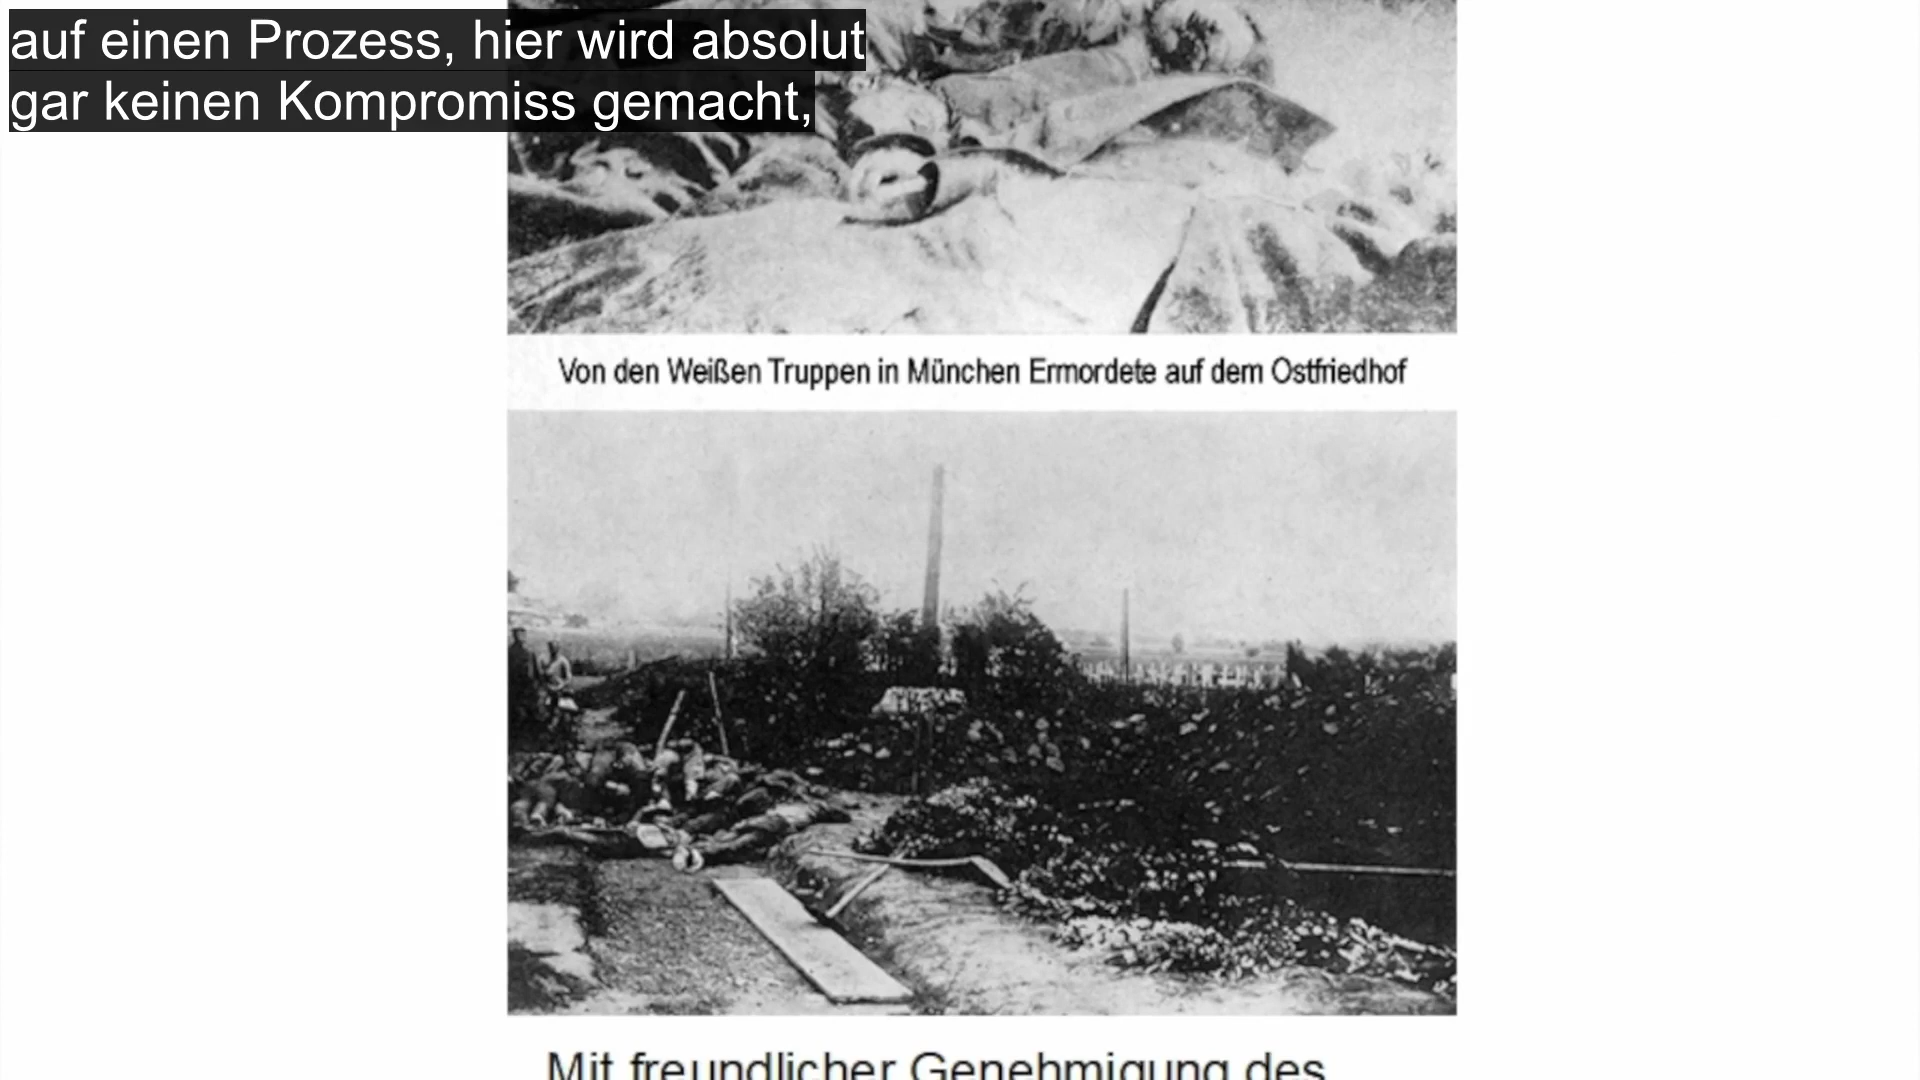 auf einen Prozess, hier wird absolut
gar keinen Kompromiss gemacht,
Von den Weißen Truppen in München Ermordete auf dem Ostfriedhof
Mit freundlicher Genehmigung des